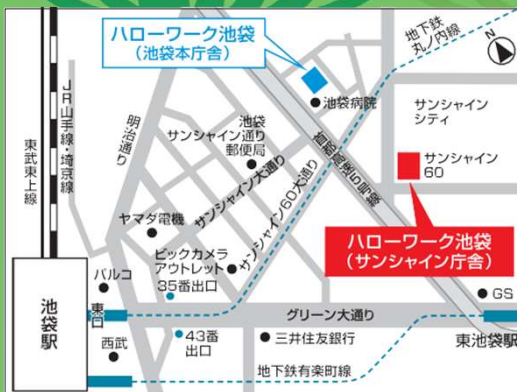 ハローワーク池袋
(池袋本庁舎)
地下鉄
丸ノ内線
N
JR山手線・埼京線
東武東上線
明治通り
池袋
サンシャイン通り
郵便局
池袋病院
サンシャイン
シティ
首都高速5号線
サンシャイン大通り
サンシャイン60大通り
サンシャイン
60
ヤマダ電機
ビックカメラ
アウトレット
35番出口
ハローワーク池袋
(サンシャイン庁舎)
パルコ
池袋駅
東口
グリーン大通り
GS
西武
43番
出口
三井住友銀行
東池袋駅
地下鉄有楽町線